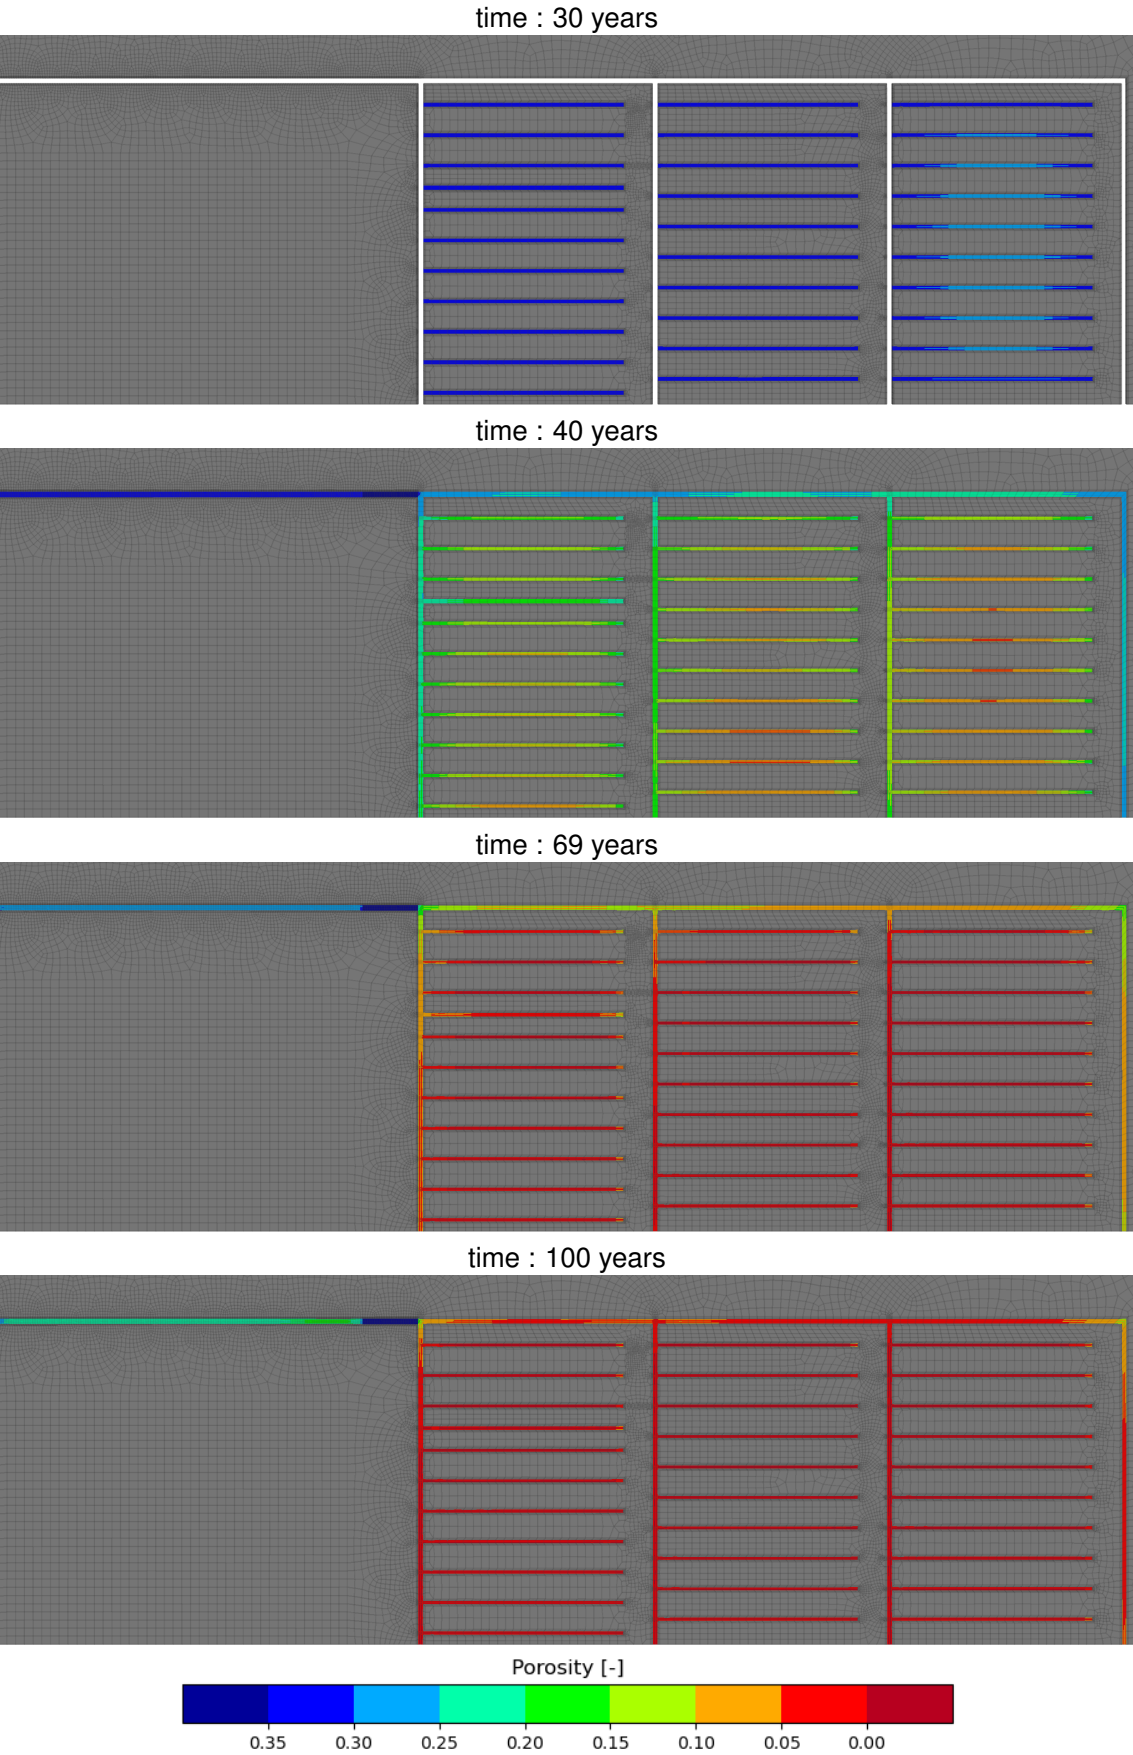 time : 30 years
time : 40 years
time : 69 years
time : 100 years
Porosity [-]
0.35 0.30 0.25 0.20 0.15 0.10 0.05 0.00